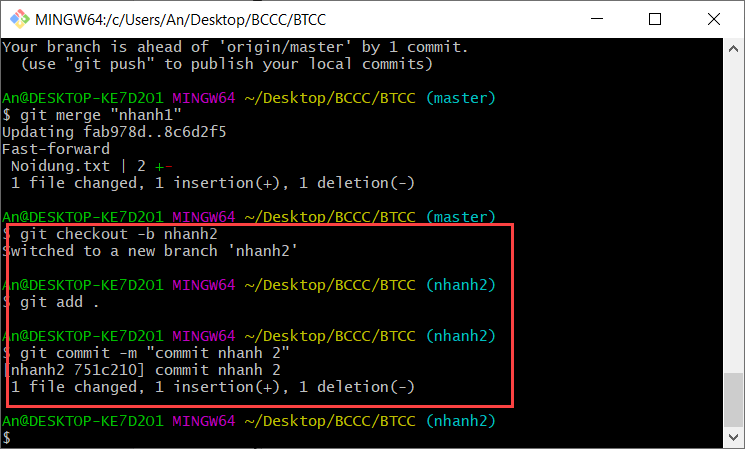 MINGW64:/c/Users/An/Desktop/BCCC/BTCC
Your branch is ahead of 'origin/master' by 1 commit.
  (use "git push" to publish your local commits)
An@DESKTOP-KE7D2O1 MINGW64 ~/Desktop/BCCC/BTCC (master)
$ git merge "nhanh1"
Updating fab978d..8c6d2f5
Fast-forward
 Noidung.txt | 2 +-
 1 file changed, 1 insertion(+), 1 deletion(-)
An@DESKTOP-KE7D2O1 MINGW64 ~/Desktop/BCCC/BTCC (master)
$ git checkout -b nhanh2
Switched to a new branch 'nhanh2'
An@DESKTOP-KE7D2O1 MINGW64 ~/Desktop/BCCC/BTCC (nhanh2)
$ git add .
An@DESKTOP-KE7D2O1 MINGW64 ~/Desktop/BCCC/BTCC (nhanh2)
$ git commit -m "commit nhanh 2"
[nhanh2 751c210] commit nhanh 2
 1 file changed, 1 insertion(+), 1 deletion(-)
An@DESKTOP-KE7D2O1 MINGW64 ~/Desktop/BCCC/BTCC (nhanh2)
$